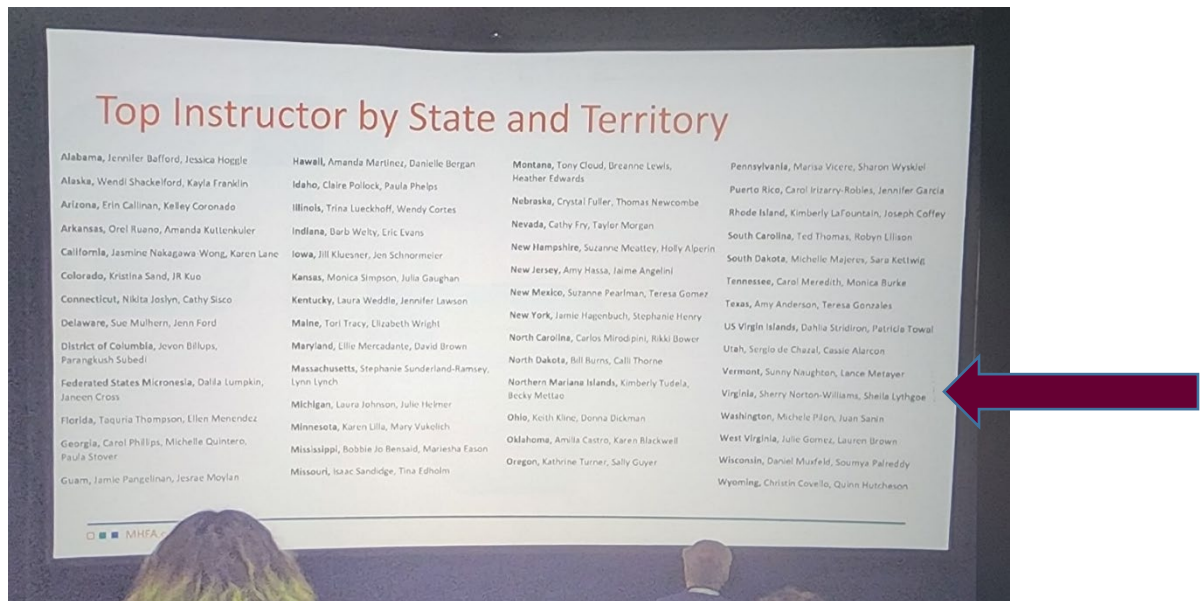 Top Instructor by State and Territory
Alabama, Jennifer Bafford, Jessica Hoggle
Alaska, Wendi Shackelford, Kayla Franklin
Arizona, Erin Callinan, Kelley Coronado
Arkansas, Orel Ruano, Amanda Kuttenkuler
California, Jasmine Nakagawa Wong, Karen Lane
Colorado, Kristina Sand, JR Kuo
Connecticut, Nikita Joslyn, Cathy Sisco
Delaware, Sue Mulhern, Jenn Ford
District of Columbia, Jevon Billups,
Parangkush Subedi
Federated States Micronesia, Dalila Lumpkin,
Janeen Cross
Florida, Taquria Thompson, Ellen Menendez
Georgia, Carol Phillips, Michelle Quintero,
Paula Stover
Guam, Jamie Pangelinan, Jesrae Moylan
Hawaii, Amanda Martinez, Danielle Bergan
Idaho, Claire Pollock, Paula Phelps
Illinois, Trina Lueckhoff, Wendy Cortes
Indiana, Barb Welty, Eric Evans
Iowa, Jill Kluesner, Jen Schnormeier
Kansas, Monica Simpson, Julia Gaughan
Kentucky, Laura Weddle, Jennifer Lawson
Maine, Tori Tracy, Elizabeth Wright
Maryland, Ellie Mercadante, David Brown
Massachusetts, Stephanie Sunderland-Ramsey,
Lynn Lynch
Michigan, Laura Johnson, Julie Helmer
Minnesota, Karen Lilla, Mary Vukelich
Mississippi, Bobbie Jo Bensaid, Mariesha Eason
Missouri, Isaac Sandidge, Tina Edholm
Montana, Tony Cloud, Breanne Lewis,
Heather Edwards
Nebraska, Crystal Fuller, Thomas Newcombe
Nevada, Cathy Fry, Taylor Morgan
New Hampshire, Suzanne Meattey, Holly Alperin
New Jersey, Amy Hassa, Jaime Angelini
New Mexico, Suzanne Pearlman, Teresa Gomez
New York, Jamie Hagenbuch, Stephanie Henry
North Carolina, Carlos Mirodipini, Rikki Bower
North Dakota, Bill Burns, Calli Thorne
Northern Mariana Islands, Kimberly Tudela,
Becky Mettao
Ohio, Keith Kline, Donna Dickman
Oklahoma, Amilla Castro, Karen Blackwell
Oregon, Kathrine Turner, Sally Guyer
Pennsylvania, Marisa Vicere, Sharon Wyskiel
Puerto Rico, Carol Irizarry-Robles, Jennifer Garcia
Rhode Island, Kimberly LaFountain, Joseph Coffey
South Carolina, Ted Thomas, Robyn Ellison
South Dakota, Michelle Majeres, Sara Kettwig
Tennessee, Carol Meredith, Monica Burke
Texas, Amy Anderson, Teresa Gonzales
US Virgin Islands, Dahlia Stridiron, Patricia Towal
Utah, Sergio de Chazal, Cassie Alarcon
Vermont, Sunny Naughton, Lance Metayer
Virginia, Sherry Norton-Williams, Sheila Lythgoe
Washington, Michele Pilon, Juan Sanin
West Virginia, Julie Gomez, Lauren Brown
Wisconsin, Daniel Muxfeld, Soumya Palreddy
Wyoming, Christin Covello, Quinn Hutcheson
MHFA